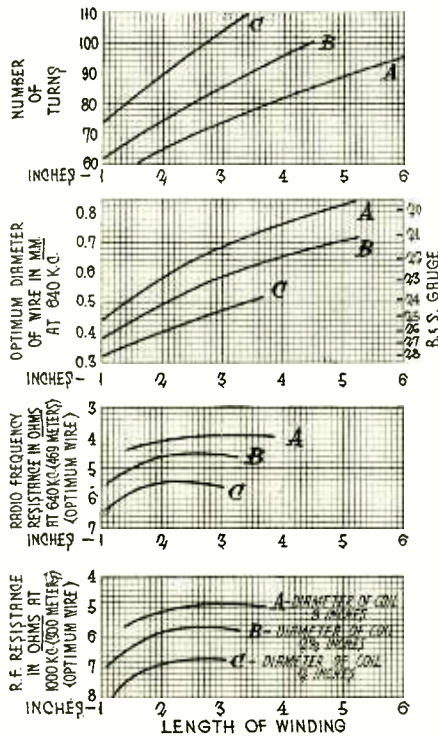 NUMBER
OF
TURNS
110
100
90
80
70
60
C
B
A
INCHES - 1 2 3 4 5 6
OPTIMUM DIAMETER
OF WIRE IN M.M.
AT 640 K.C.
0.8
0.7
0.6
0.5
0.4
0.3
A
B
C
20
21
22
23
24
25
26
27
28
B. & S. GAUGE
INCHES - 1 2 3 4 5 6
RADIO FREQUENCY
RESISTANCE IN OHMS
AT 640 K.C. (469 METERS)
(OPTIMUM WIRE)
3
4
5
6
7
A
B
C
INCHES - 1 2 3 4 5 6
R.F. RESISTANCE
IN OHMS AT
1000 KC. (300 METERS)
(OPTIMUM WIRE)
4
5
6
7
8
A - DIAMETER OF COIL
3 INCHES
B - DIAMETER OF COIL
INCHES
C - DIAMETER OF COIL
INCHES
INCHES - 1 2 3 4 5 6
LENGTH OF WINDING